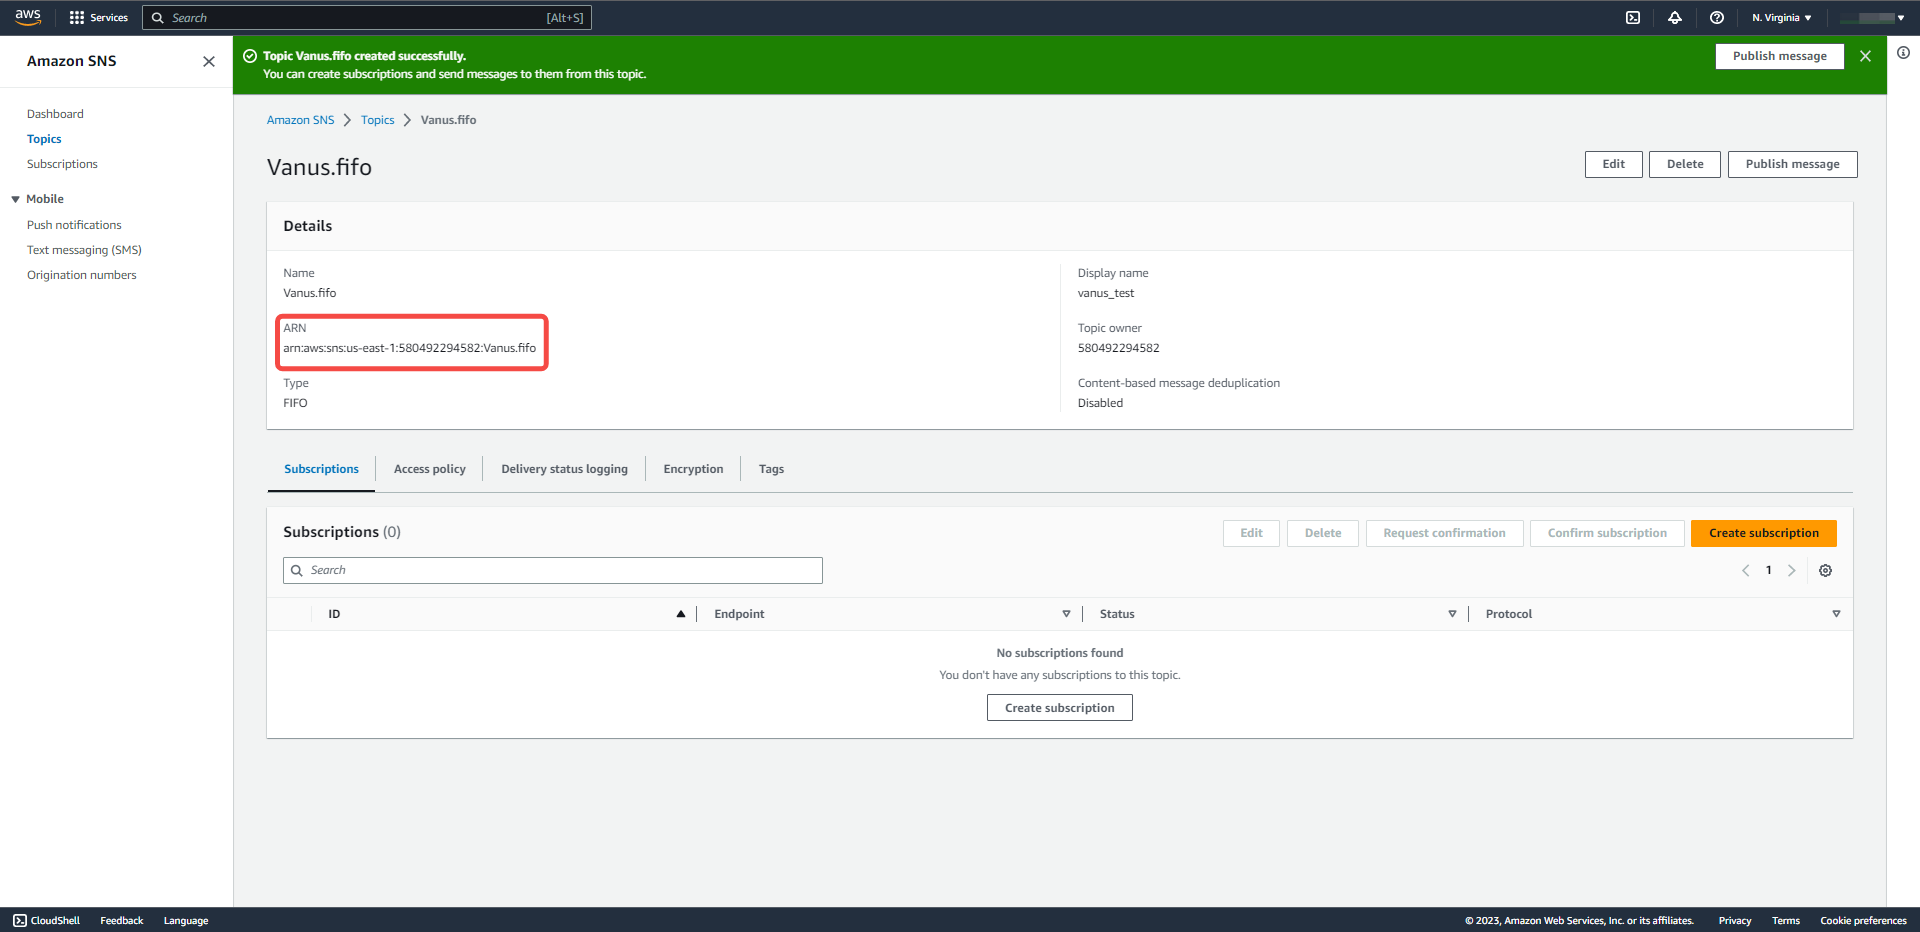 aws
Services
Search
[Alt+S]
N. Virginia
Amazon SNS
Dashboard
Topics
Subscriptions
Mobile
Push notifications
Text messaging (SMS)
Origination numbers
Topic Vanus.fifo created successfully.
You can create subscriptions and send messages to them from this topic.
Publish message
Amazon SNS
Topics
Vanus.fifo
Vanus.fifo
Edit
Delete
Publish message
Details
Name
Vanus.fifo
ARN
arn:aws:sns:us-east-1:580492294582:Vanus.fifo
Type
FIFO
Display name
vanus_test
Topic owner
580492294582
Content-based message deduplication
Disabled
Subscriptions
Access policy
Delivery status logging
Encryption
Tags
Subscriptions (0)
Edit
Delete
Request confirmation
Confirm subscription
Create subscription
Search
1
ID
Endpoint
Status
Protocol
No subscriptions found
You don't have any subscriptions to this topic.
Create subscription
CloudShell
Feedback
Language
© 2023, Amazon Web Services, Inc. or its affiliates.
Privacy
Terms
Cookie preferences